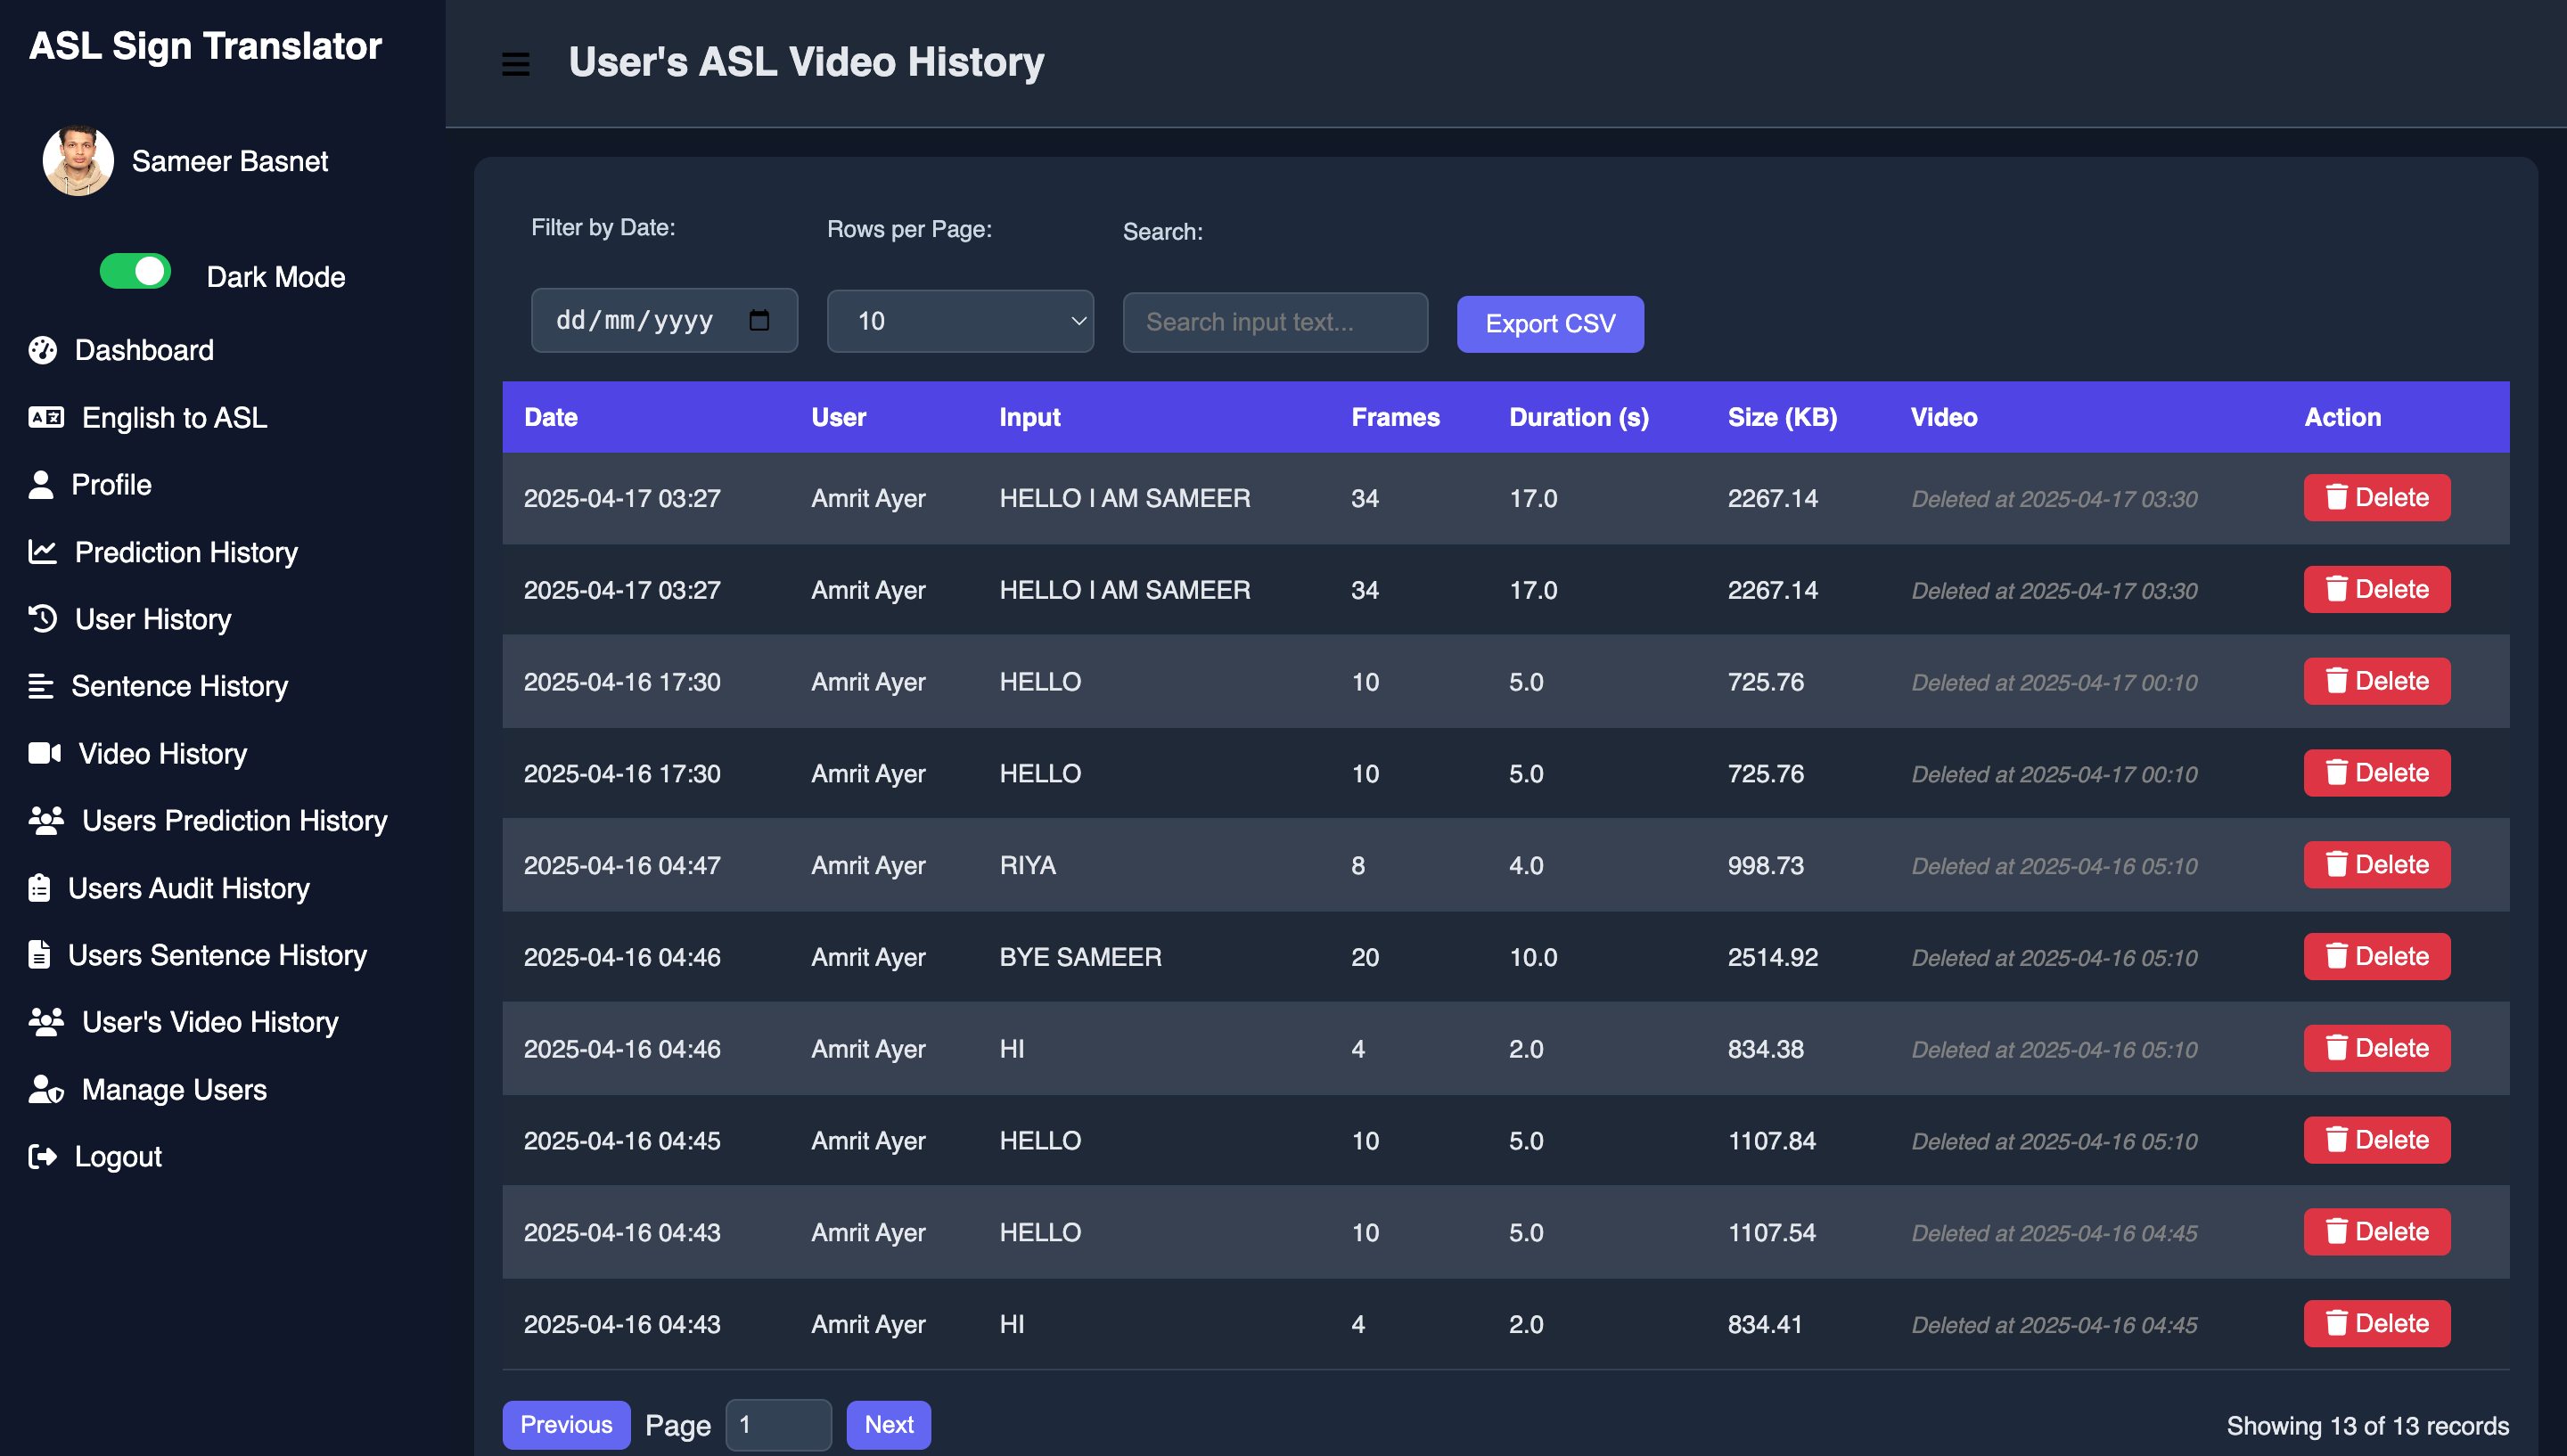 ASL Sign Translator
Sameer Basnet
Dark Mode
Dashboard
English to ASL
Profile
Prediction History
User History
Sentence History
Video History
Users Prediction History
Users Audit History
Users Sentence History
User's Video History
Manage Users
Logout
User's ASL Video History
Filter by Date: Rows per Page: Search:
dd/mm/yyyy 10 Search input text... Export CSV
Date User Input Frames Duration (s) Size (KB) Video Action
2025-04-17 03:27 Amrit Ayer HELLO I AM SAMEER 34 17.0 2267.14 Deleted at 2025-04-17 03:30 Delete
2025-04-17 03:27 Amrit Ayer HELLO I AM SAMEER 34 17.0 2267.14 Deleted at 2025-04-17 03:30 Delete
2025-04-16 17:30 Amrit Ayer HELLO 10 5.0 725.76 Deleted at 2025-04-17 00:10 Delete
2025-04-16 17:30 Amrit Ayer HELLO 10 5.0 725.76 Deleted at 2025-04-17 00:10 Delete
2025-04-16 04:47 Amrit Ayer RIYA 8 4.0 998.73 Deleted at 2025-04-16 05:10 Delete
2025-04-16 04:46 Amrit Ayer BYE SAMEER 20 10.0 2514.92 Deleted at 2025-04-16 05:10 Delete
2025-04-16 04:46 Amrit Ayer HI 4 2.0 834.38 Deleted at 2025-04-16 05:10 Delete
2025-04-16 04:45 Amrit Ayer HELLO 10 5.0 1107.84 Deleted at 2025-04-16 05:10 Delete
2025-04-16 04:43 Amrit Ayer HELLO 10 5.0 1107.54 Deleted at 2025-04-16 04:45 Delete
2025-04-16 04:43 Amrit Ayer HI 4 2.0 834.41 Deleted at 2025-04-16 04:45 Delete
Previous Page 1 Next Showing 13 of 13 records